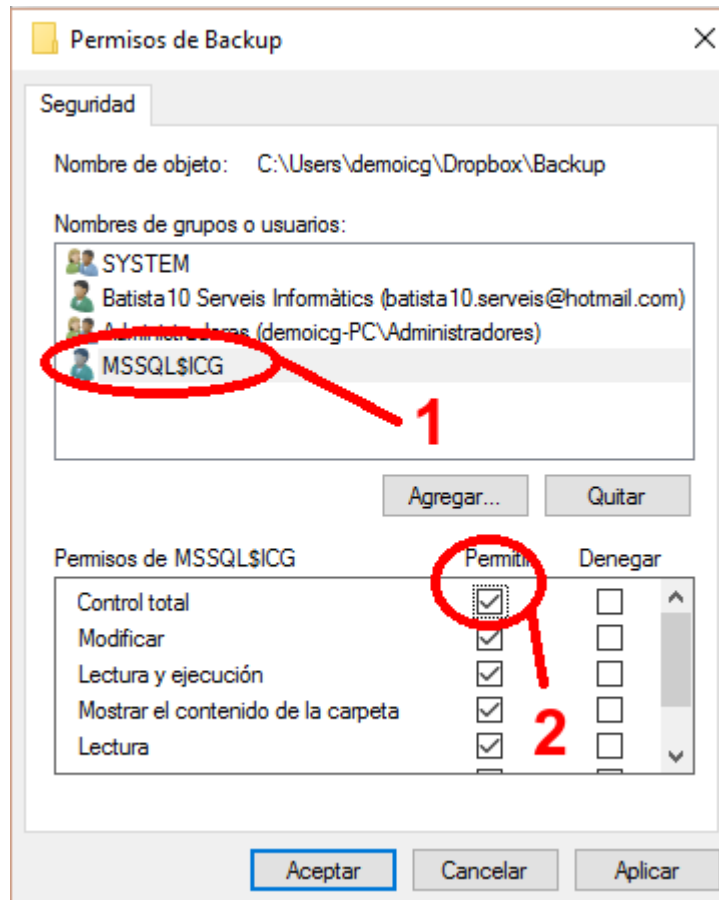 Permisos de Backup
Seguridad
Nombre de objeto: C:\Users\demoicg\Dropbox\Backup
Nombres de grupos o usuarios:
SYSTEM
Batista10 Serveis Informàtics (batista10.serveis@hotmail.com)
Administradores (demoicg-PC\Administradores)
MSSQL$ICG
1
Agregar... Quitar
Permisos de MSSQL$ICG Permitir Denegar
Control total
Modificar
Lectura y ejecución
Mostrar el contenido de la carpeta
Lectura
2
Aceptar Cancelar Aplicar